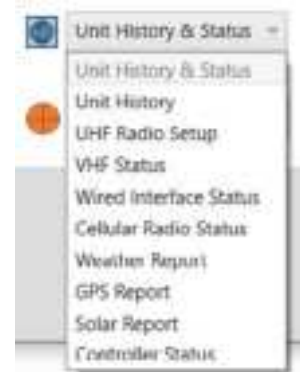 Unit History & Status
Unit History & Status
Unit History
UHF Radio Setup
VHF Status
Wired Interface Status
Cellular Radio Status
Weather Report
GPS Report
Solar Report
Controller Status